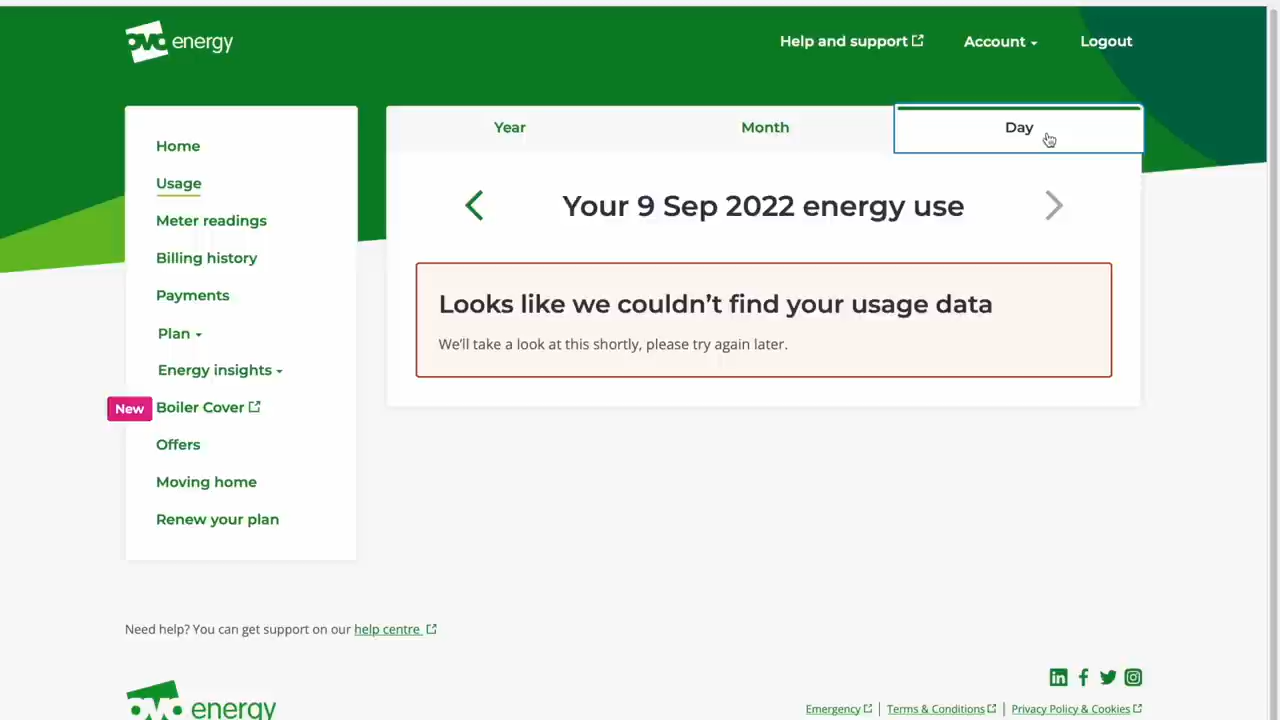 ovo energy
Help and support
Account
Logout
Home
Usage
Meter readings
Billing history
Payments
Plan
Energy insights
New
Boiler Cover
Offers
Moving home
Renew your plan
Year
Month
Day
Your 9 Sep 2022 energy use
Looks like we couldn’t find your usage data
We'll take a look at this shortly, please try again later.
Need help? You can get support on our help centre
ovo energy
Emergency | Terms & Conditions | Privacy Policy & Cookies